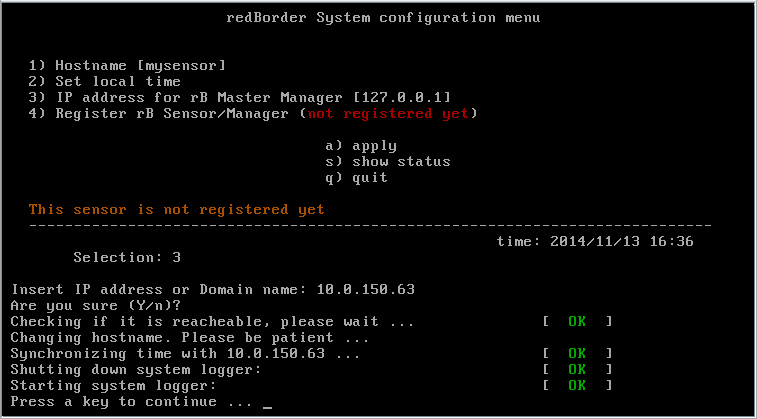 redBorder System configuration menu
1) Hostname [mysensor]
2) Set local time
3) IP address for rB Master Manager [127.0.0.1]
4) Register rB Sensor/Manager (not registered yet)
a) apply
s) show status
q) quit
This sensor is not registered yet
--------------------------------------------------------------------------------
time: 2014/11/13 16:36
Selection: 3
Insert IP address or Domain name: 10.0.150.63
Are you sure (Y/n)?
Checking if it is reacheable, please wait ... [ OK ]
Changing hostname. Please be patient ...
Synchronizing time with 10.0.150.63 ... [ OK ]
Shutting down system logger: [ OK ]
Starting system logger: [ OK ]
Press a key to continue ... _